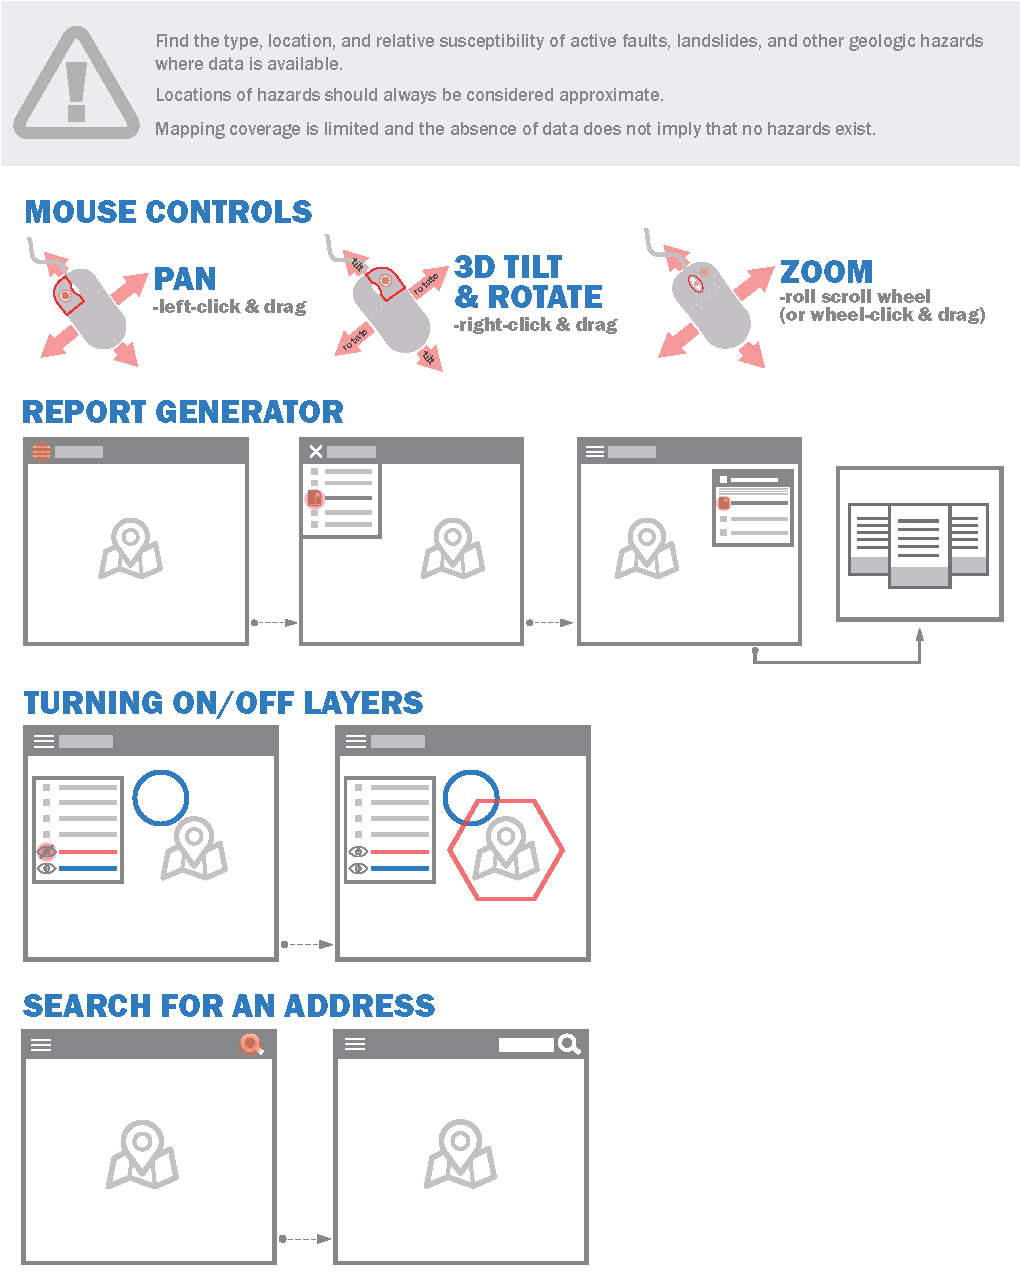 Find the type, location, and relative susceptibility of active faults, landslides, and other geologic hazards
where data is available.
Locations of hazards should always be considered approximate.
Mapping coverage is limited and the absence of data does not imply that no hazards exist.
MOUSE CONTROLS
PAN
-left-click & drag
tilt
rotate
rotate
tilt
3D TILT
& ROTATE
-right-click & drag
ZOOM
-roll scroll wheel
(or wheel-click & drag)
REPORT GENERATOR
TURNING ON/OFF LAYERS
SEARCH FOR AN ADDRESS